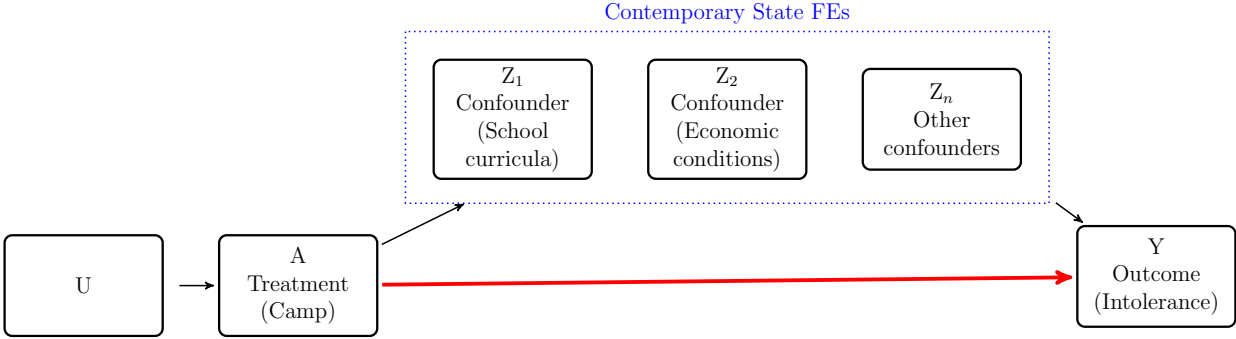 Contemporary State FEs
Z₁
Confounder
(School
curricula)
Z₂
Confounder
(Economic
conditions)
Zₙ
Other
confounders
U
A
Treatment
(Camp)
Y
Outcome
(Intolerance)